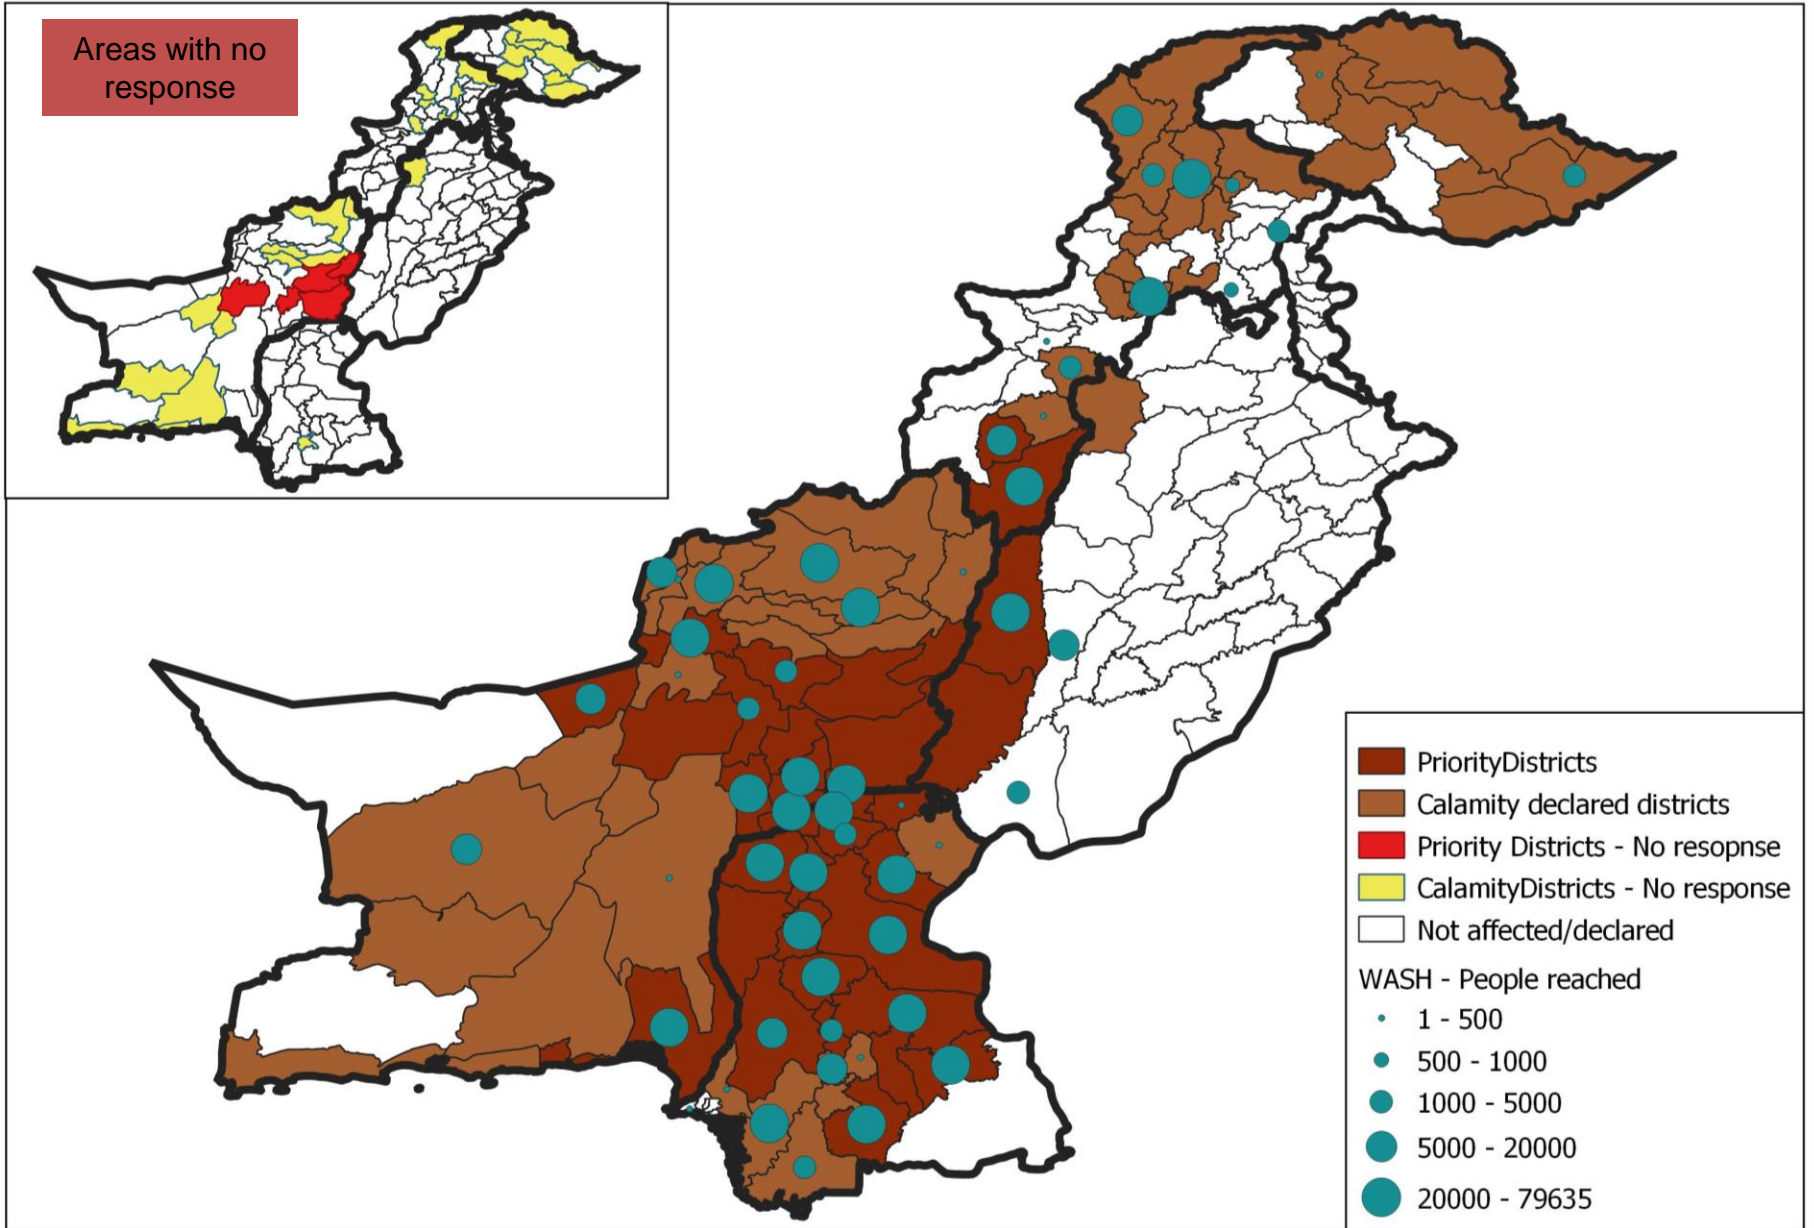 Areas with no
response
PriorityDistricts
Calamity declared districts
Priority Districts - No resopnse
CalamityDistricts - No response
Not affected/declared
WASH - People reached
1 - 500
500 - 1000
1000 - 5000
5000 - 20000
20000 - 79635